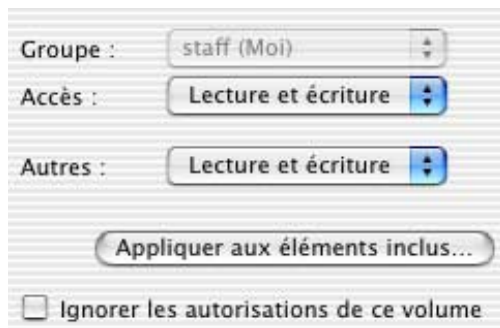 Groupe : staff (Moi)
Accès : Lecture et écriture
Autres : Lecture et écriture
Appliquer aux éléments inclus...
Ignorer les autorisations de ce volume